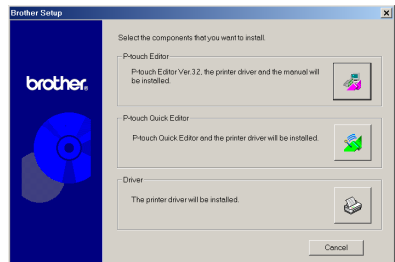 Brother Setup
Select the components that you want to install.
P-touch Editor
P-touch Editor Ver.3.2, the printer driver and the manual will
be installed.
brother®
P-touch Quick Editor
P-touch Quick Editor and the printer driver will be installed.
Driver
The printer driver will be installed.
Cancel